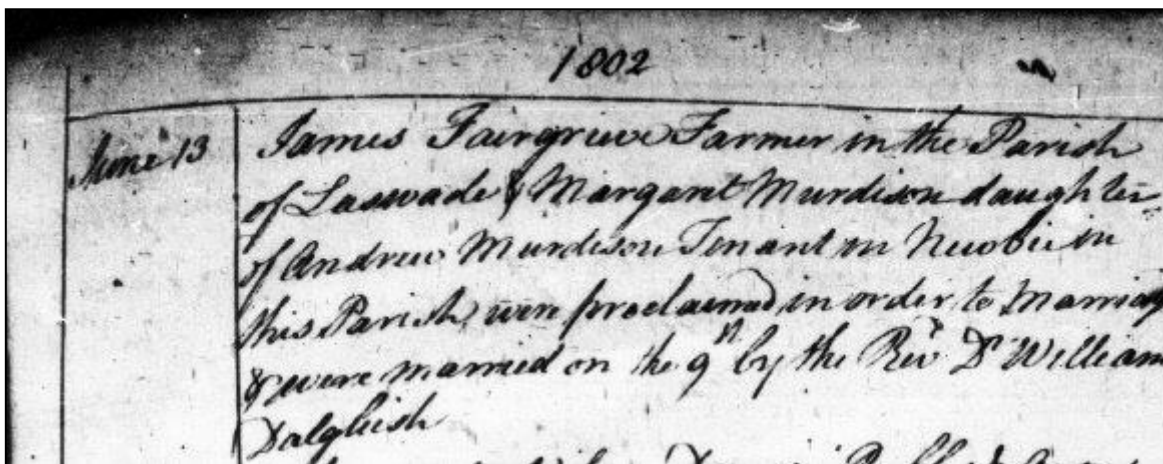 1802
June 13
James Fairgrieve Farmer in the Parish
of Laswade & Margaret Murdison daughter
of Andrew Murdison Tenant in Newbie in
this Parish, were proclaimed in order to Marriage
& were married on the 9th by the Revd Dr William
Dalgliesh